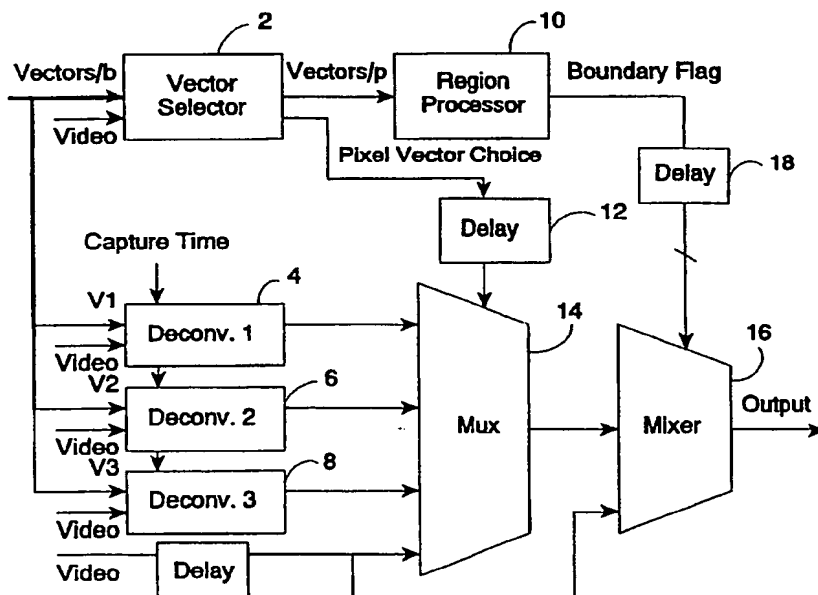 2
10
Vectors/b
Vector
Selector
Vectors/p
Region
Processor
Boundary Flag
Video
Pixel Vector Choice
Delay
18
Delay
12
Capture Time
4
V1
Deconv. 1
Video
14
16
V2
6
Deconv. 2
Video
Mux
Mixer
Output
V3
8
Deconv. 3
Video
Video
Delay